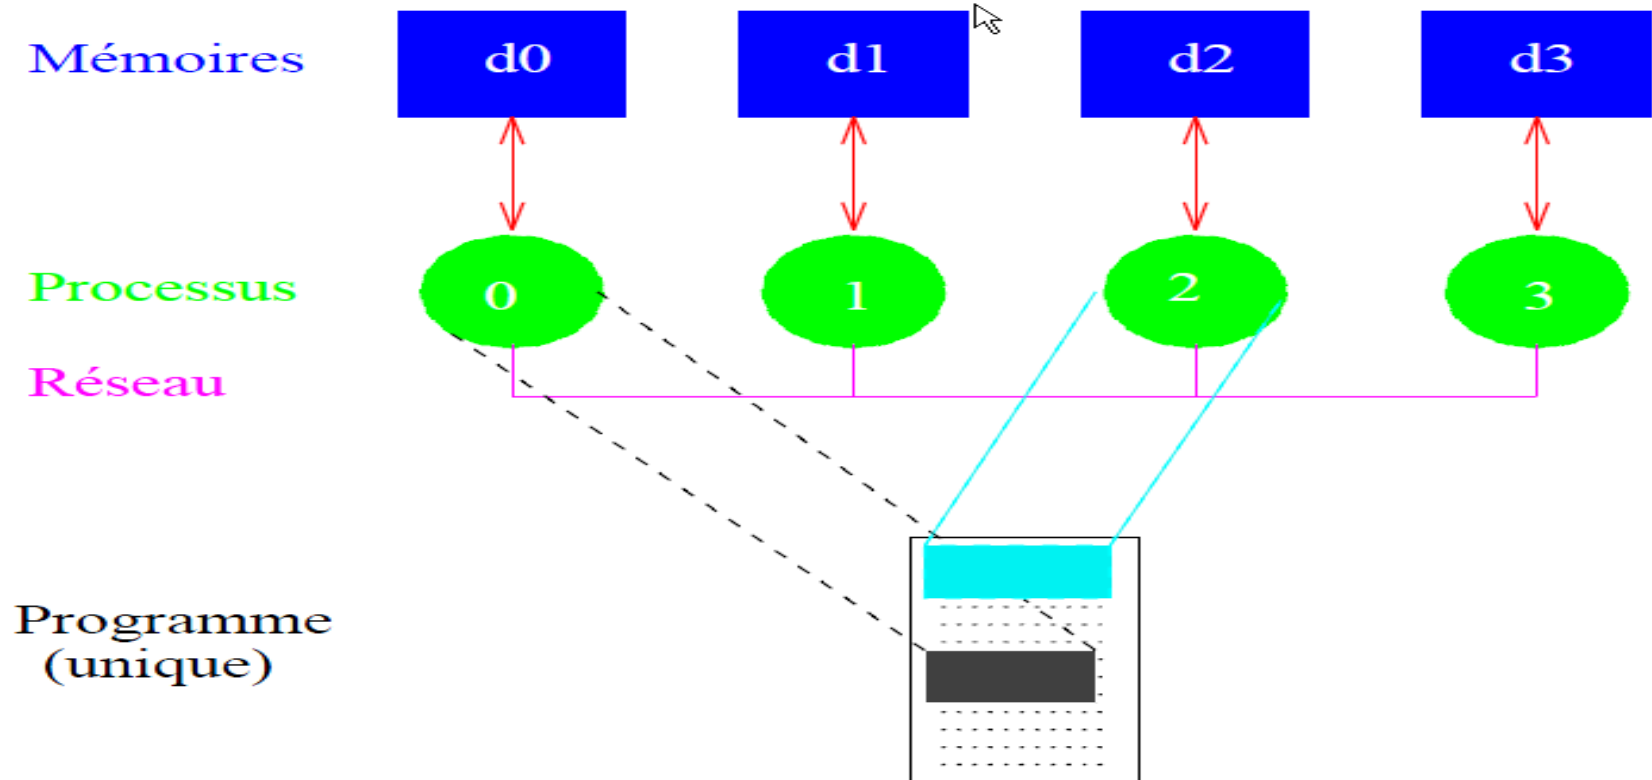 Mémoires d0 d1 d2 d3
Processus 0 1 2 3
Réseau
Programme
(unique)